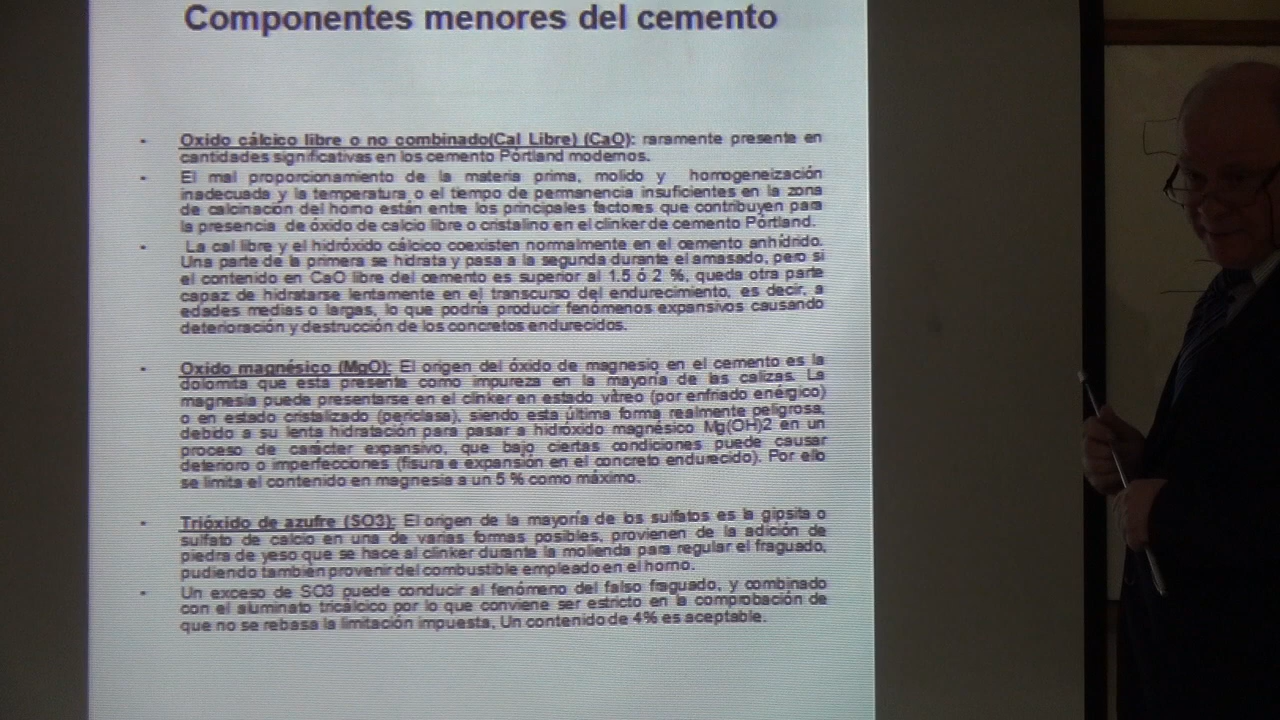 Componentes menores del cemento
• Oxido cálcico libre o no combinado(Cal Libre) (CaO): raramente presente en
cantidades significativas en los cemento Pórtland modernos.
• El mal proporcionamiento de la materia prima, molido y homogeneización
inadecuada y la temperatura o el tiempo de permanencia insuficientes en la zona
de calcinación del horno están entre los principales factores que contribuyen para
la presencia de óxido de calcio libre o cristalino en el clinker de cemento Pórtland.
• La cal libre y el hidróxido cálcico coexisten normalmente en el cemento anhídrido.
Una parte de la primera se hidrata y pasa a la segunda durante el amasado, pero si
el contenido en CaO libre del cemento es superior al 1.5 ó 2 %, queda otra parte
capaz de hidratarse lentamente en el transcurso del endurecimiento, es decir, a
edades medias o largas, lo que podría producir fenómenos expansivos causando
deterioración y destrucción de los concretos endurecidos.
• Oxido magnésico (MgO): El origen del óxido de magnesio en el cemento es la
dolomita que esta presente como impureza en la mayoría de las calizas. La
magnesia puede presentarse en el clinker en estado vítreo (por enfriado enérgico)
o en estado cristalizado (periclasa), siendo esta última forma realmente peligrosa,
debido a su lenta hidratación para pasar a hidróxido magnésico Mg(OH)2 en un
proceso de carácter expansivo, que bajo ciertas condiciones puede causar
deterioro o imperfecciones (fisura e expansión en el concreto endurecido). Por ello
se limita el contenido en magnesia a un 5 % como máximo.
• Trióxido de azufre (SO3): El origen de la mayoría de los sulfatos es la gipsita o
sulfato de calcio en una de varias formas posibles, provienen de la adición de
piedra de yeso que se hace al clinker durante la molienda para regular el fraguado,
pudiendo también provenir del combustible empleado en el horno.
• Un exceso de SO3 puede conducir al fenómeno del falso fraguado, y combinado
con el aluminato tricálcico por lo que conviene ser estricto en la comprobación de
que no se rebasa la limitación impuesta, Un contenido de 4% es aceptable.